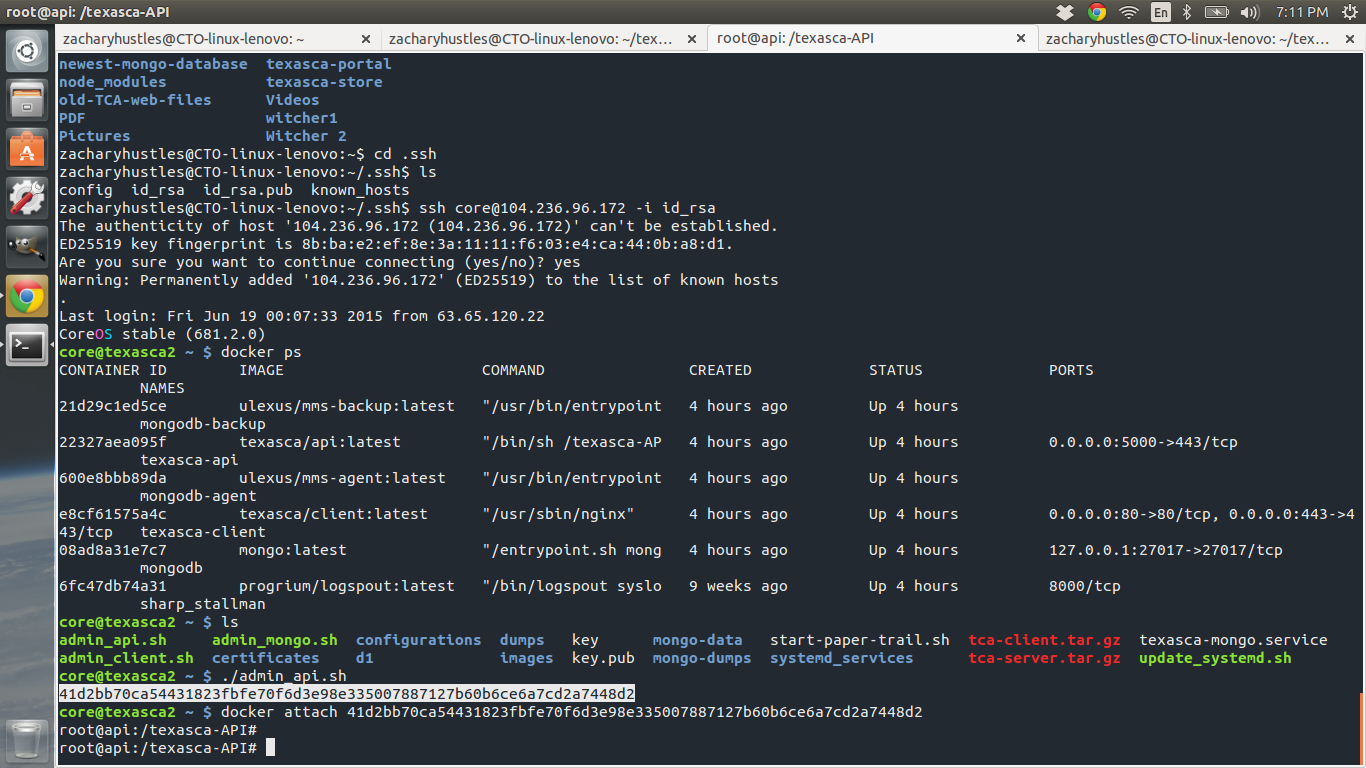 root@api: /texasca-API
En
7:11 PM
zacharyhustles@CTO-linux-lenovo: ~ × zacharyhustles@CTO-linux-lenovo: ~/tex... × root@api: /texasca-API × zacharyhustles@CTO-linux-lenovo: ~/tex... ×
newest-mongo-database  texasca-portal
node_modules           texasca-store
old-TCA-web-files      Videos
PDF                    witcher1
Pictures               Witcher 2
zacharyhustles@CTO-linux-lenovo:~$ cd .ssh
zacharyhustles@CTO-linux-lenovo:~/.ssh$ ls
config  id_rsa  id_rsa.pub  known_hosts
zacharyhustles@CTO-linux-lenovo:~/.ssh$ ssh core@104.236.96.172 -i id_rsa
The authenticity of host '104.236.96.172 (104.236.96.172)' can't be established.
ED25519 key fingerprint is 8b:ba:e2:ef:8e:3a:11:11:f6:03:e4:ca:44:0b:a8:d1.
Are you sure you want to continue connecting (yes/no)? yes
Warning: Permanently added '104.236.96.172' (ED25519) to the list of known hosts
.
Last login: Fri Jun 19 00:07:33 2015 from 63.65.120.22
CoreOS stable (681.2.0)
core@texasca2 ~ $ docker ps
CONTAINER ID        IMAGE                      COMMAND                CREATED             STATUS              PORTS
         NAMES
21d29c1ed5ce        ulexus/mms-backup:latest   "/usr/bin/entrypoint   4 hours ago         Up 4 hours
         mongodb-backup
22327aea095f        texasca/api:latest         "/bin/sh /texasca-AP   4 hours ago         Up 4 hours          0.0.0.0:5000->443/tcp
         texasca-api
600e8bbb89da        ulexus/mms-agent:latest    "/usr/bin/entrypoint   4 hours ago         Up 4 hours
         mongodb-agent
e8cf61575a4c        texasca/client:latest      "/usr/sbin/nginx"      4 hours ago         Up 4 hours          0.0.0.0:80->80/tcp, 0.0.0.0:443->4
43/tcp   texasca-client
08ad8a31e7c7        mongo:latest               "/entrypoint.sh mong   4 hours ago         Up 4 hours          127.0.0.1:27017->27017/tcp
         mongodb
6fc47db74a31        progrium/logspout:latest   "/bin/logspout syslo   9 weeks ago         Up 4 hours          8000/tcp
         sharp_stallman
core@texasca2 ~ $ ls
admin_api.sh     admin_mongo.sh  configurations  dumps   key      mongo-data   start-paper-trail.sh  tca-client.tar.gz  texasca-mongo.service
admin_client.sh  certificates    d1              images  key.pub  mongo-dumps  systemd_services      tca-server.tar.gz  update_systemd.sh
core@texasca2 ~ $ ./admin_api.sh
41d2bb70ca54431823fbfe70f6d3e98e335007887127b60b6ce6a7cd2a7448d2
core@texasca2 ~ $ docker attach 41d2bb70ca54431823fbfe70f6d3e98e335007887127b60b6ce6a7cd2a7448d2
root@api:/texasca-API#
root@api:/texasca-API#